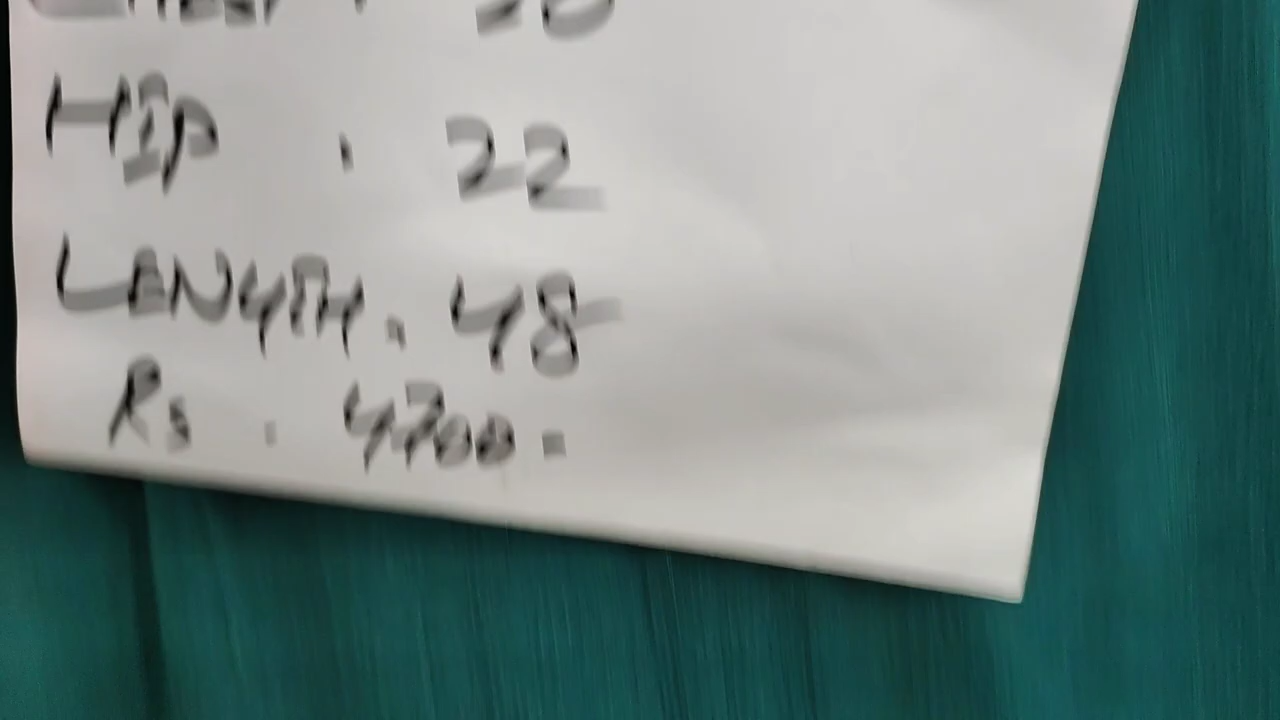 HIP : 22
LENGTH : 48
Rs : 4700.